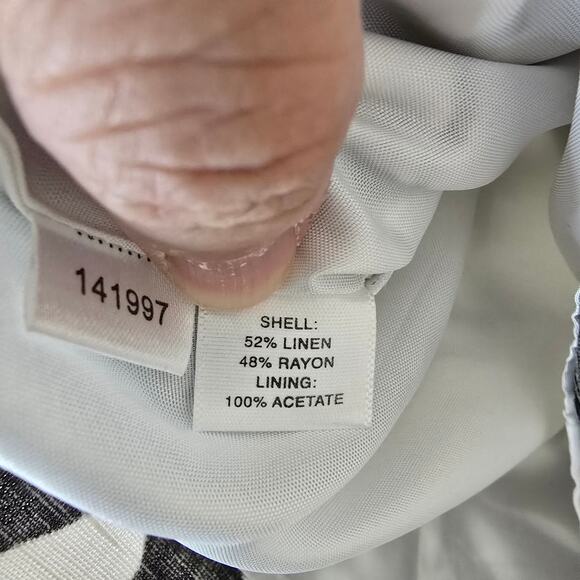 141997
SHELL:
52% LINEN
48% RAYON
LINING:
100% ACETATE